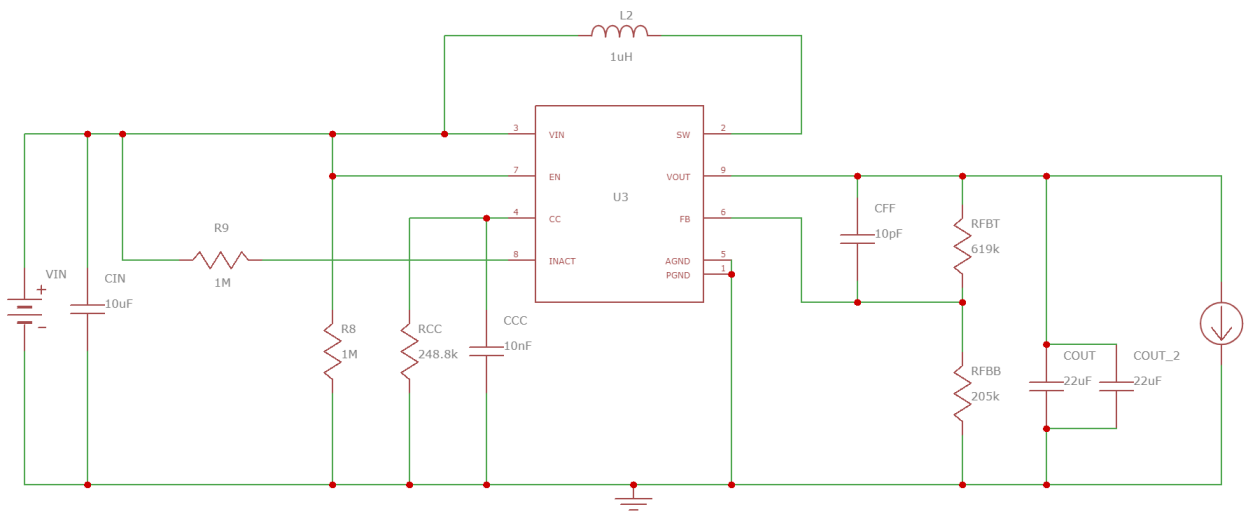 L2
1uH
3
VIN
SW
2
7
EN
VOUT
9
U3
4
CC
FB
6
8
INACT
AGND
5
PGND
1
R9
1M
VIN
+
−
CIN
10uF
R8
1M
RCC
248.8k
CCC
10nF
CFF
10pF
RFBT
619k
RFBB
205k
COUT
22uF
COUT_2
22uF